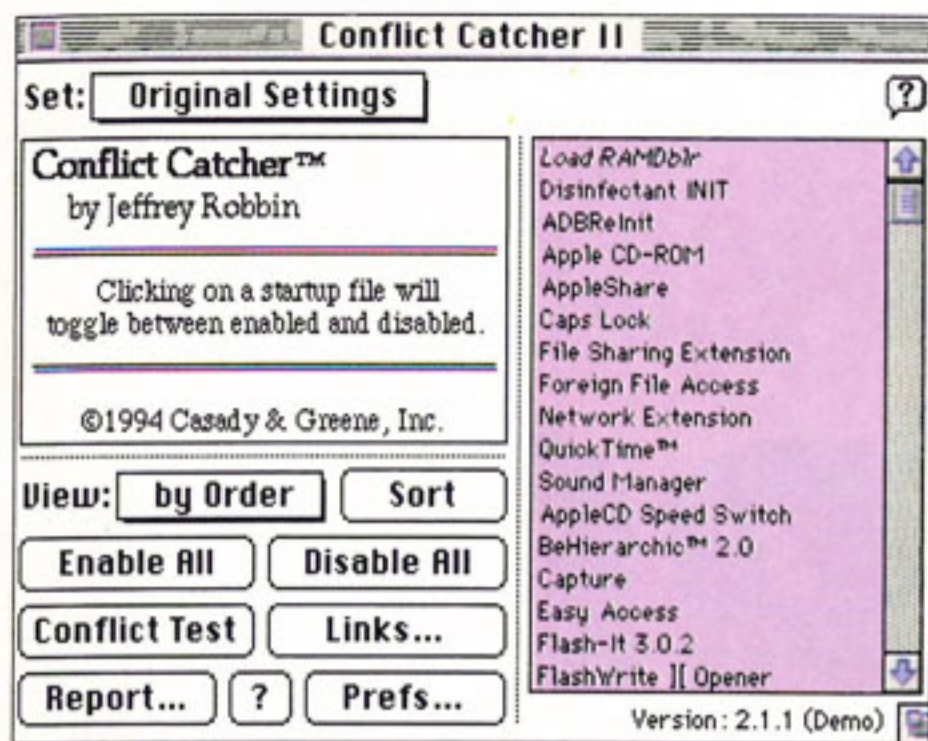 Conflict Catcher II
Set: Original Settings
?
Conflict Catcher™
by Jeffrey Robbin
Clicking on a startup file will
toggle between enabled and disabled.
©1994 Casady & Greene, Inc.
View: by Order Sort
Enable All Disable All
Conflict Test Links...
Report... ? Prefs...
Load RAMDblr
Disinfectant INIT
ADBReInit
Apple CD-ROM
AppleShare
Caps Lock
File Sharing Extension
Foreign File Access
Network Extension
QuickTime™
Sound Manager
AppleCD Speed Switch
BeHierarchic™ 2.0
Capture
Easy Access
Flash-It 3.0.2
FlashWrite ][ Opener
Version: 2.1.1 (Demo)